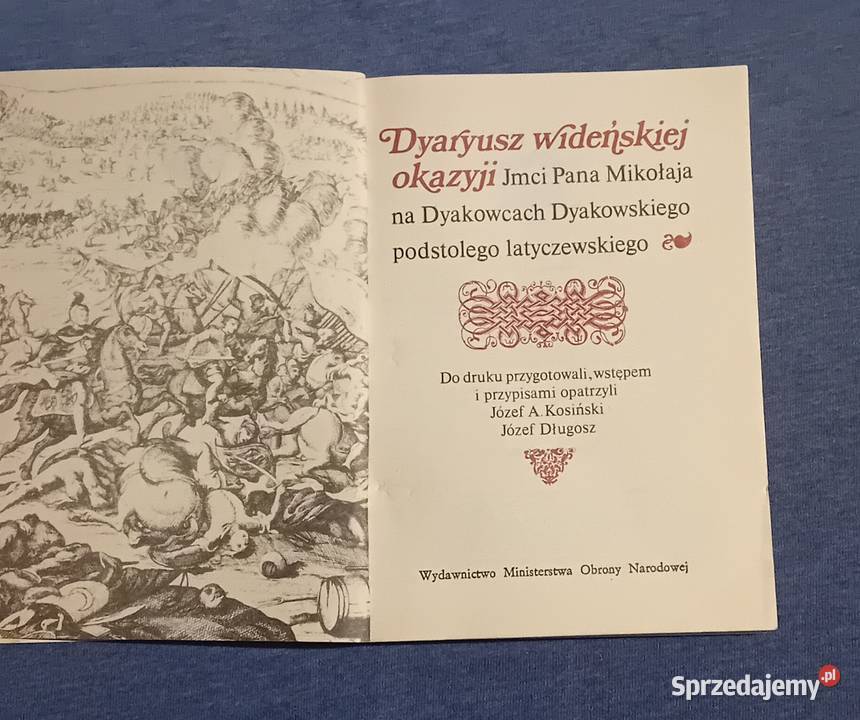 Dyaryusz wideńskiej
okazyji Jmci Pana Mikołaja
na Dyakowcach Dyakowskiego
podstolego latyczewskiego
Do druku przygotowali, wstępem
i przypisami opatrzyli
Józef A. Kosiński
Józef Długosz
Wydawnictwo Ministerstwa Obrony Narodowej
Sprzedajemy.pl